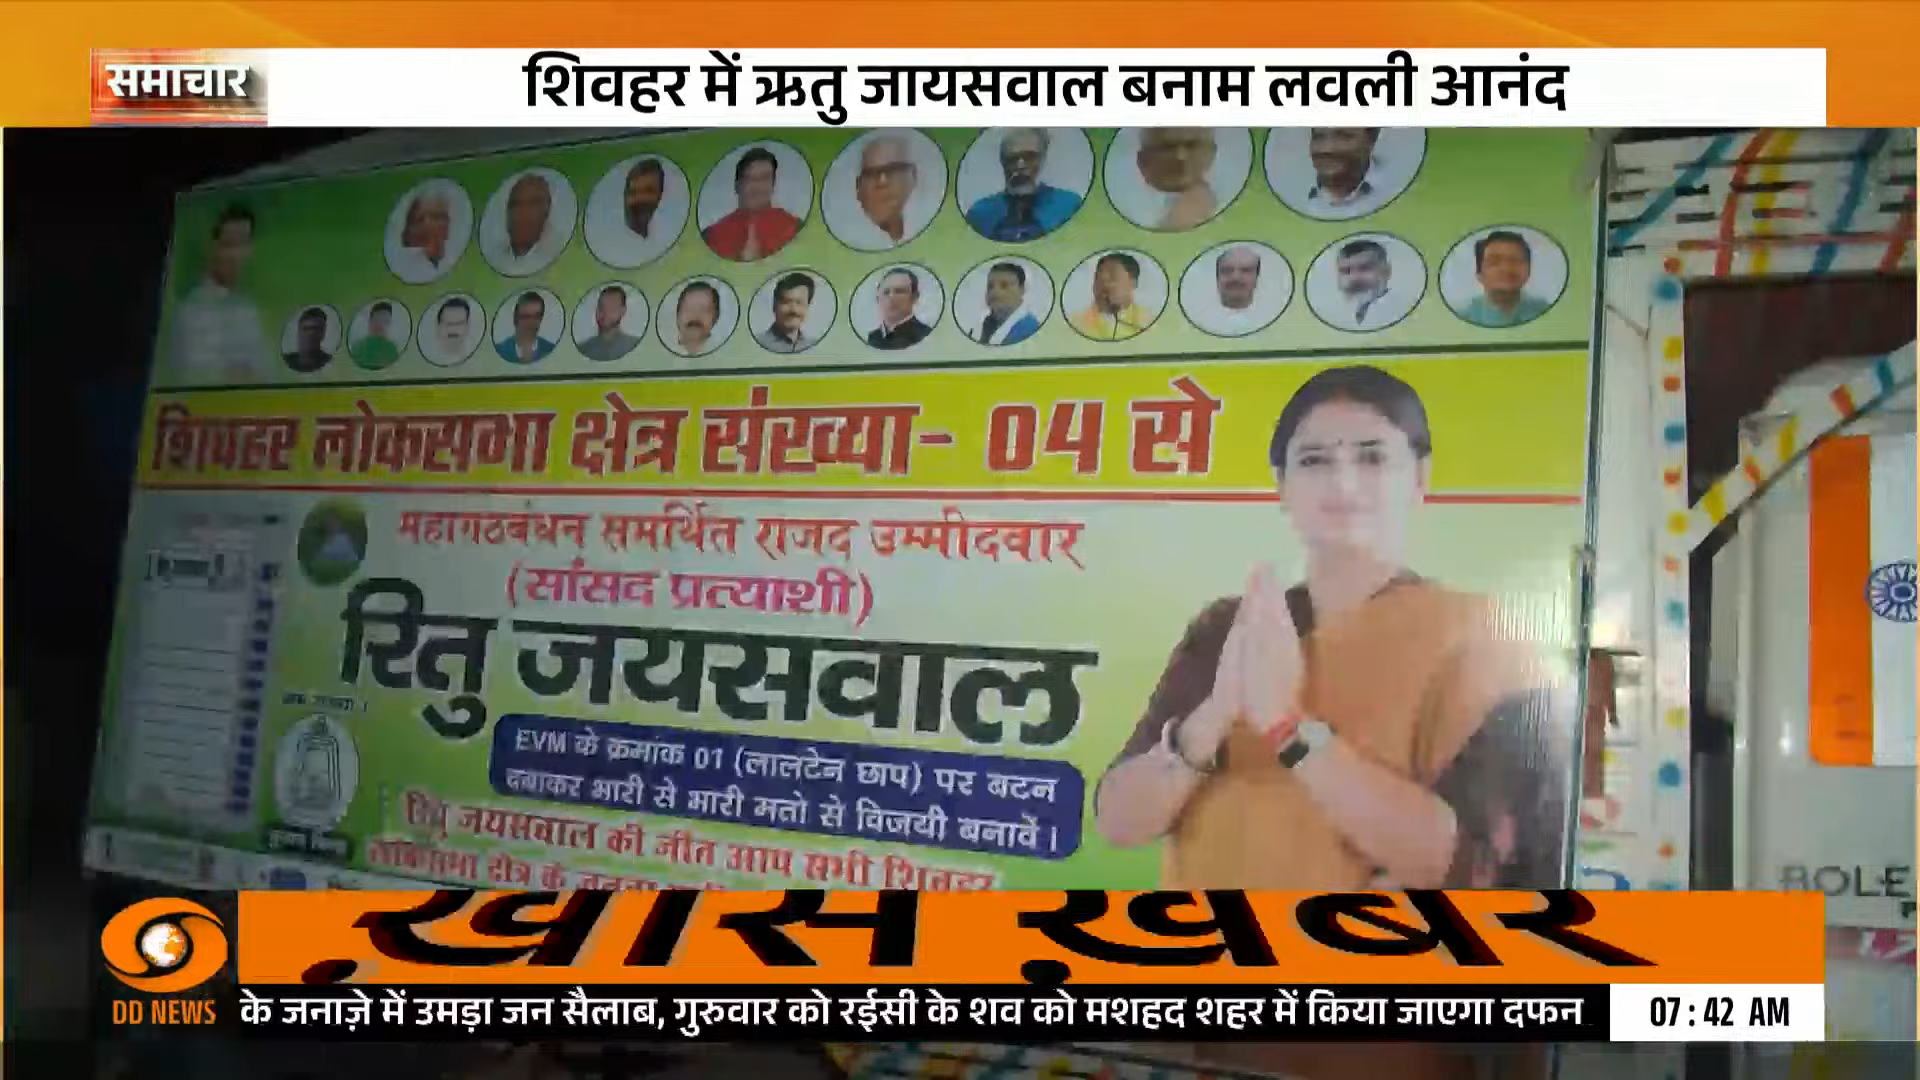 समाचार
शिवहर में ऋतु जायसवाल बनाम लवली आनंद
शिवहर लोकसभा क्षेत्र संख्या- 04 से
महागठबंधन समर्थित राजद उम्मीदवार
(सांसद प्रत्याशी)
रितु जयसवाल
EVM के क्रमांक 01 (लालटेन छाप) पर बटन
दबाकर भारी से भारी मतो से विजयी बनावें।
रितु जयसवाल की जीत आप सभी शिवहर
क्षेत्र के
BOLE
ख़ास ख़बर
DD NEWS
के जनाज़े में उमड़ा जन सैलाब, गुरुवार को रईसी के शव को मशहद शहर में किया जाएगा दफन
07:42 AM